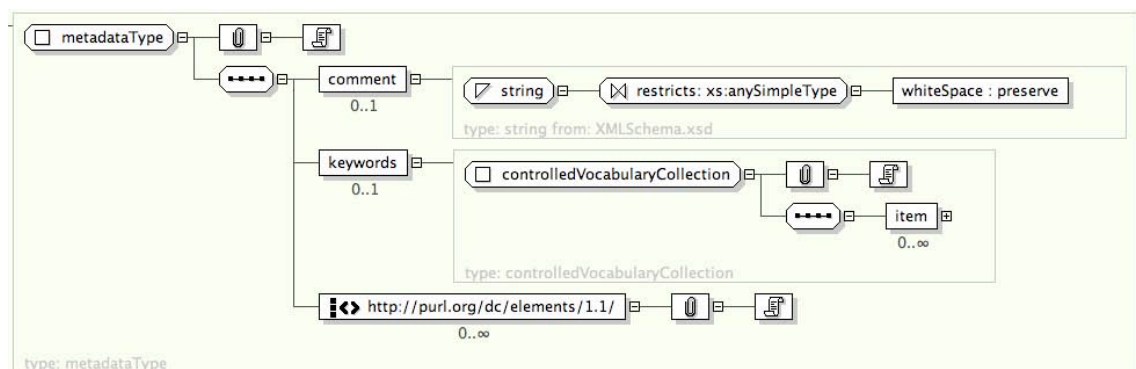 metadataType
comment
0..1
string
restricts: xs:anySimpleType
whiteSpace : preserve
type: string from: XMLSchema.xsd
keywords
0..1
controlledVocabularyCollection
item
0..∞
type: controlledVocabularyCollection
http://purl.org/dc/elements/1.1/
0..∞
type: metadataType